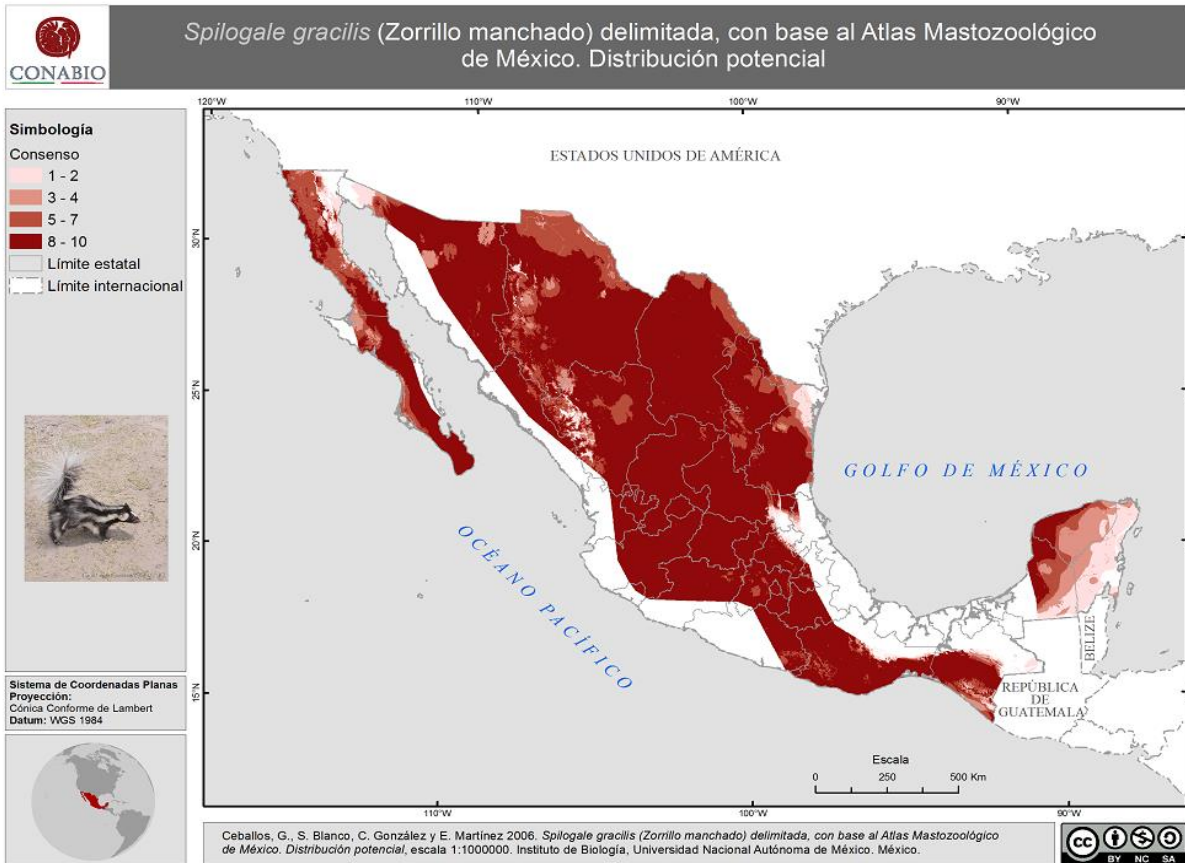 CONABIO
Spilogale gracilis (Zorrillo manchado) delimitada, con base al Atlas Mastozoológico
de México. Distribución potencial
Simbología
Consenso
1 - 2
3 - 4
5 - 7
8 - 10
Límite estatal
Límite internacional
Sistema de Coordenadas Planas
Proyección:
Cónica Conforme de Lambert
Datum: WGS 1984
120°W
110°W
100°W
90°W
30°N
25°N
20°N
15°N
ESTADOS UNIDOS DE AMÉRICA
GOLFO DE MÉXICO
OCÉANO PACÍFICO
BELIZE
REPÚBLICA
DE
GUATEMALA
Escala
0 250 500 Km
110°W
100°W
90°W
Ceballos, G., S. Blanco, C. González y E. Martínez 2006. Spilogale gracilis (Zorrillo manchado) delimitada, con base al Atlas Mastozoológico
de México. Distribución potencial, escala 1:1000000. Instituto de Biología, Universidad Nacional Autónoma de México. México.
cc
BY NC SA